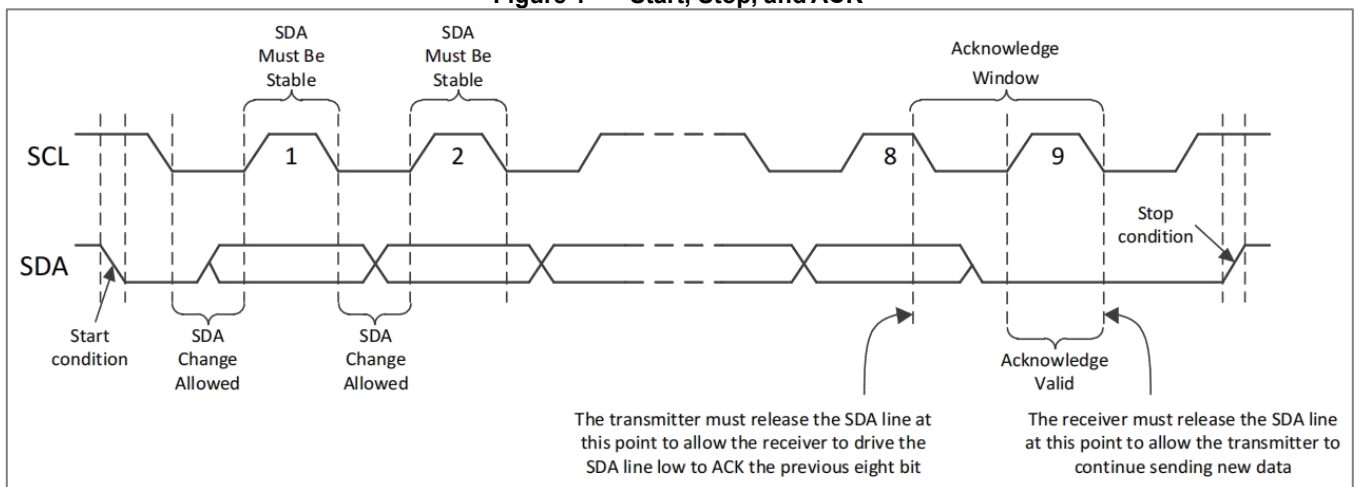 Figure 4 Start, Stop, and ACK
SDA
Must Be
Stable
SDA
Must Be
Stable
Acknowledge
Window
SCL
1
2
8
9
Stop
condition
SDA
Start
condition
SDA
Change
Allowed
SDA
Change
Allowed
Acknowledge
Valid
The transmitter must release the SDA line at
this point to allow the receiver to drive the
SDA line low to ACK the previous eight bit
The receiver must release the SDA line
at this point to allow the transmitter to
continue sending new data